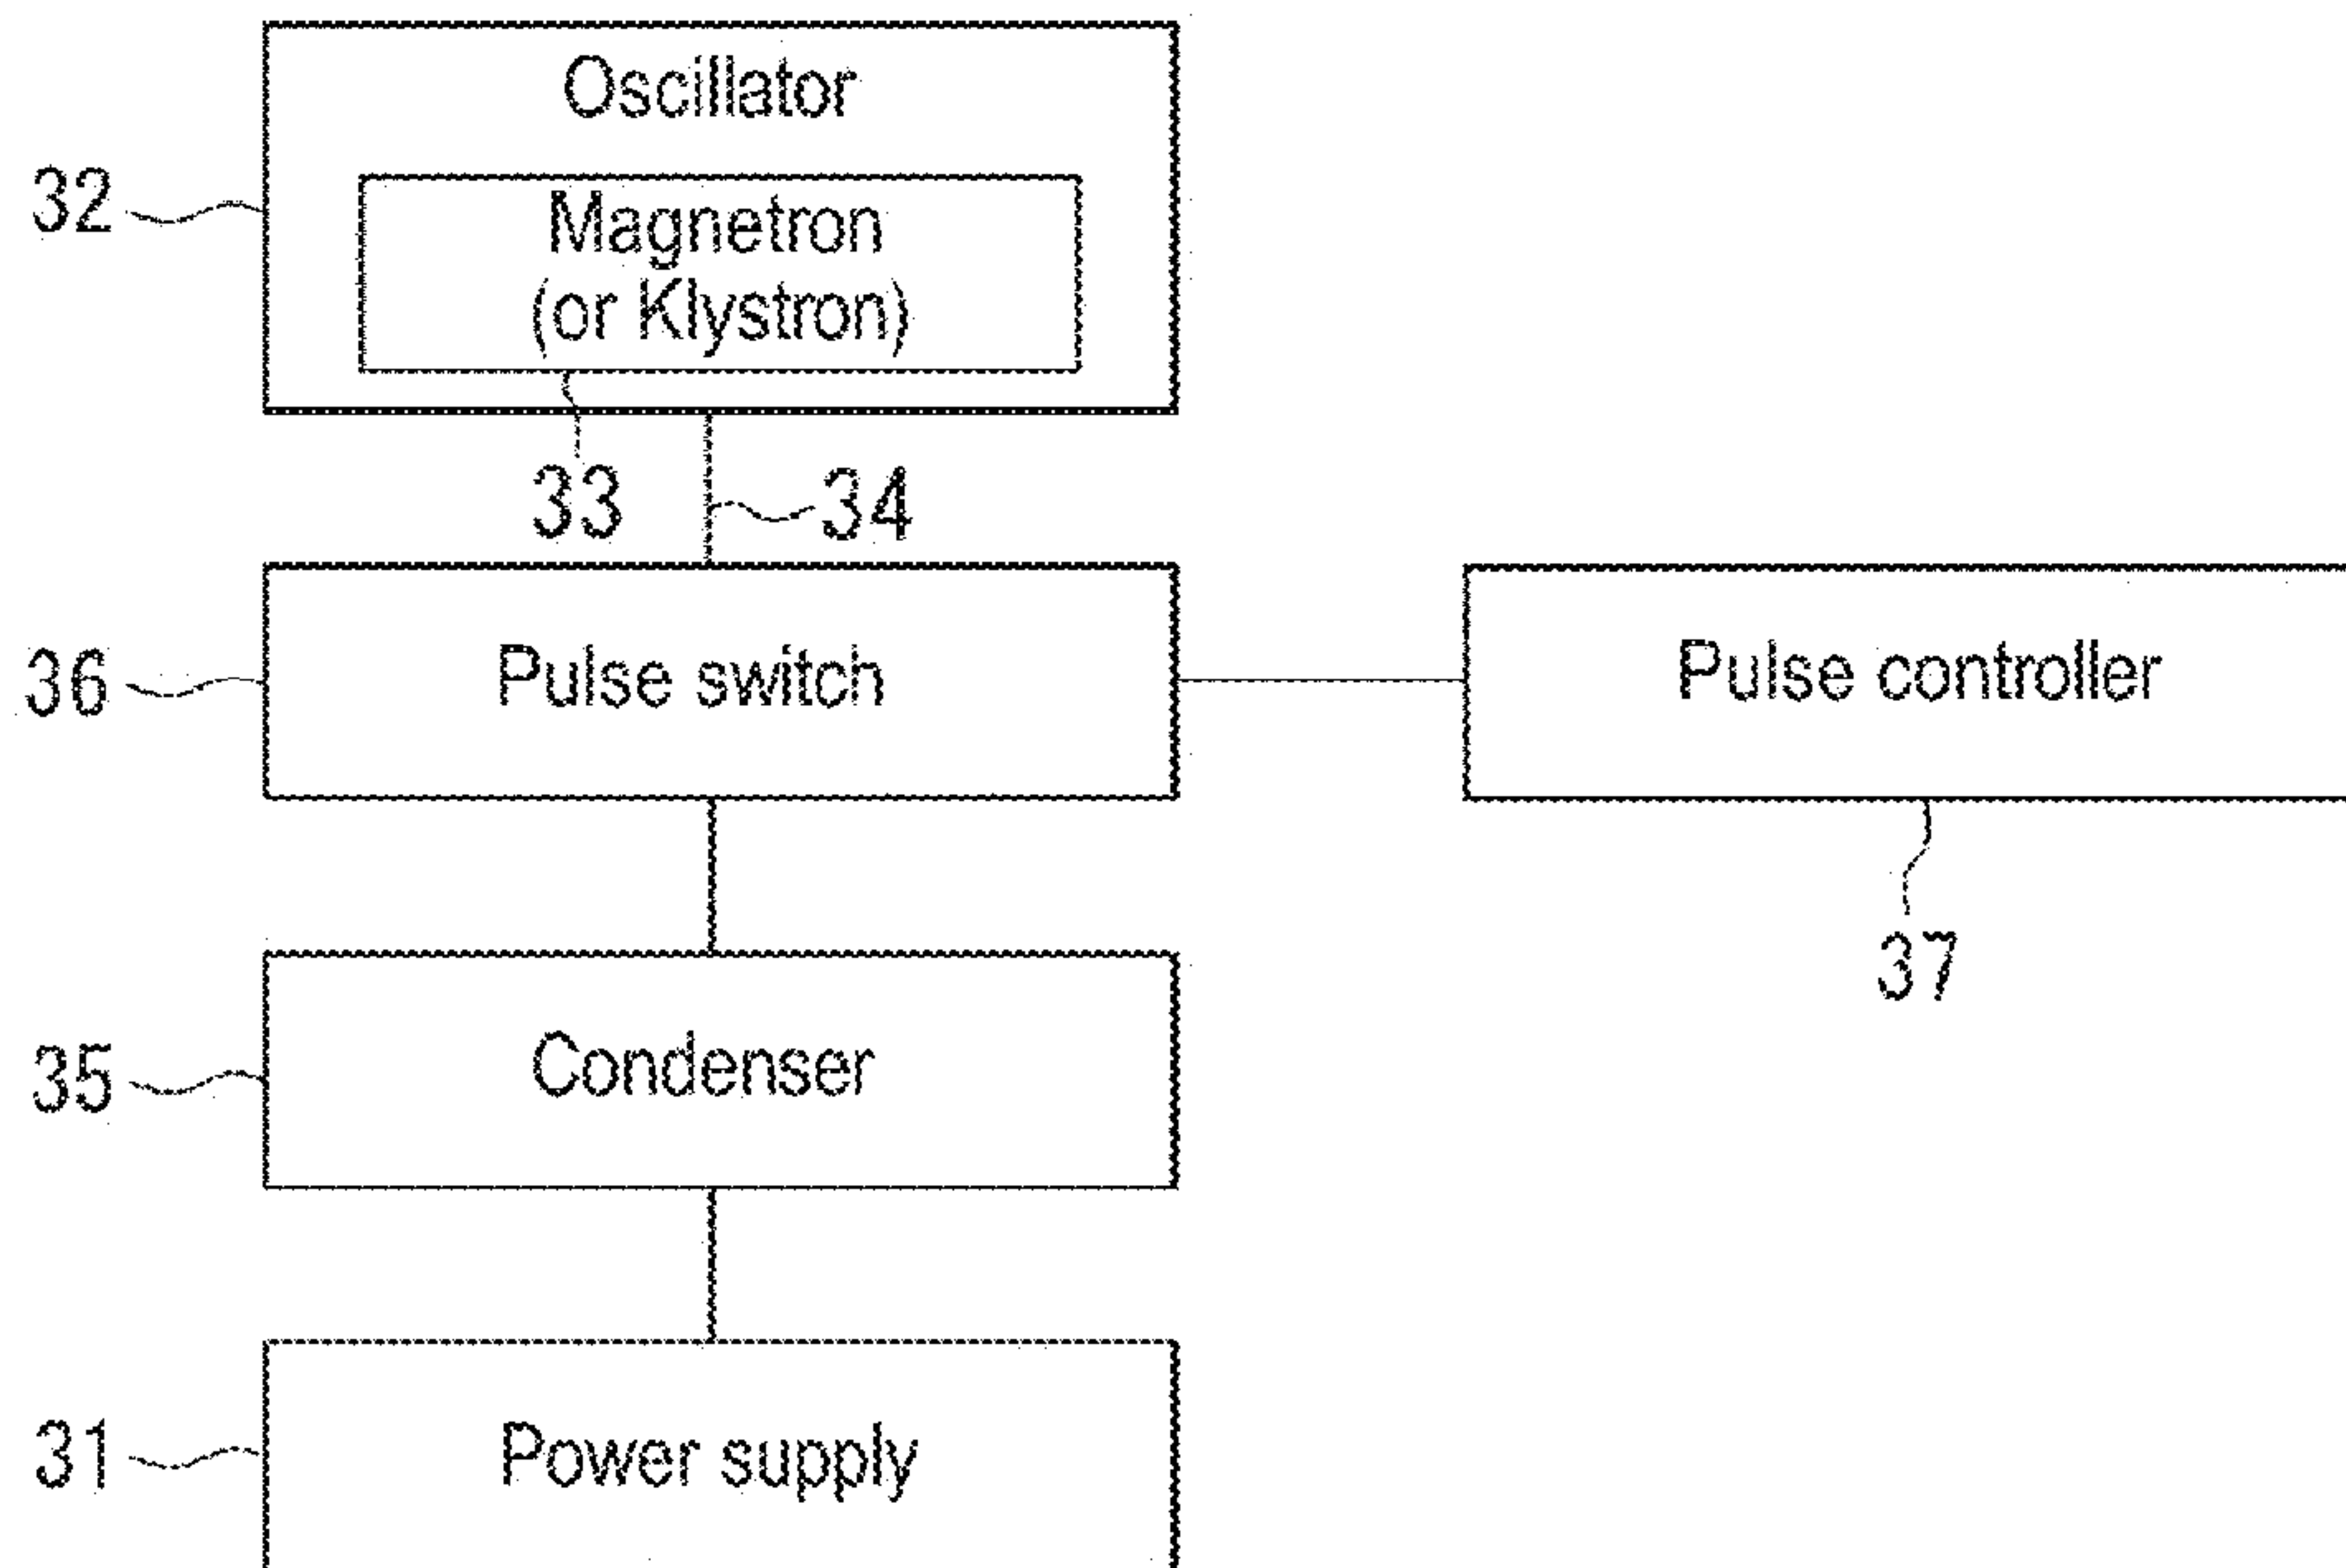 Oscillator
32
Magnetron
(or Klystron)
33
34
36
Pulse switch
Pulse controller
37
35
Condenser
31
Power supply